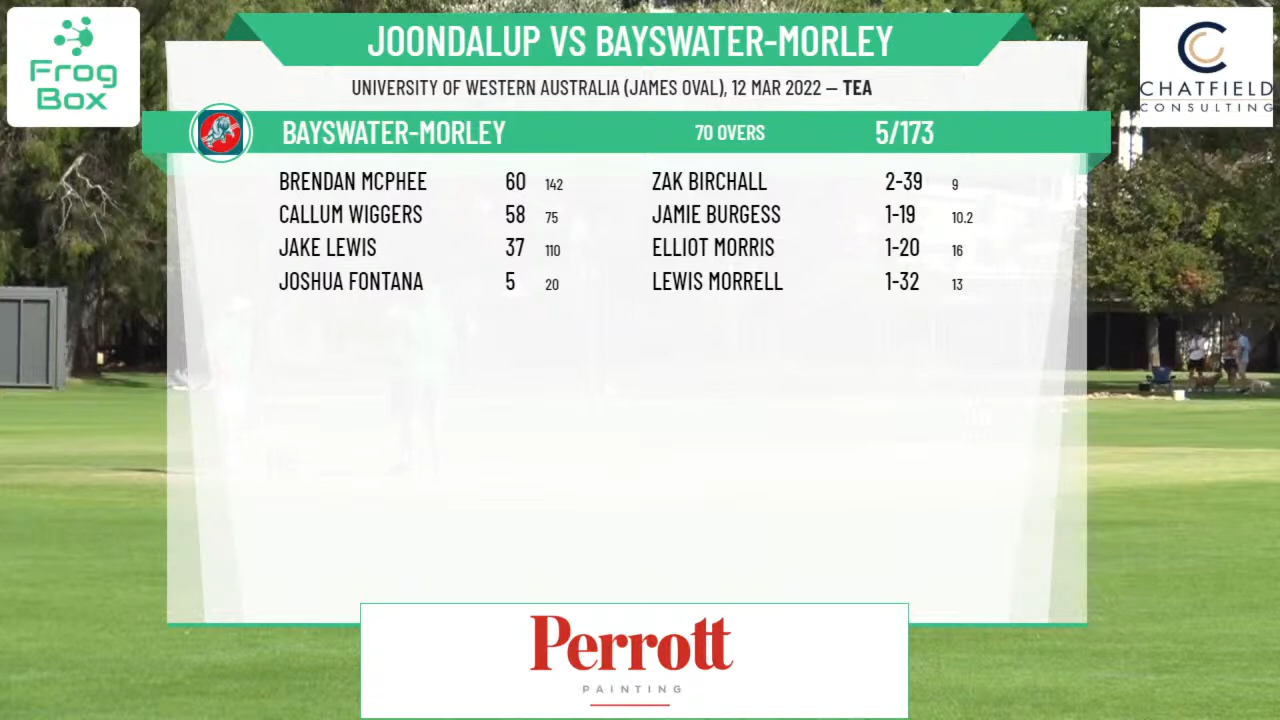 Frog
Box
JOONDALUP VS BAYSWATER-MORLEY
CHATFIELD
CONSULTING
UNIVERSITY OF WESTERN AUSTRALIA (JAMES OVAL), 12 MAR 2022 – TEA
BAYSWATER-MORLEY 70 OVERS 5/173
BRENDAN MCPHEE 60 142 ZAK BIRCHALL 2-39 9
CALLUM WIGGERS 58 75 JAMIE BURGESS 1-19 10.2
JAKE LEWIS 37 110 ELLIOT MORRIS 1-20 16
JOSHUA FONTANA 5 20 LEWIS MORRELL 1-32 13
Perrott
PAINTING